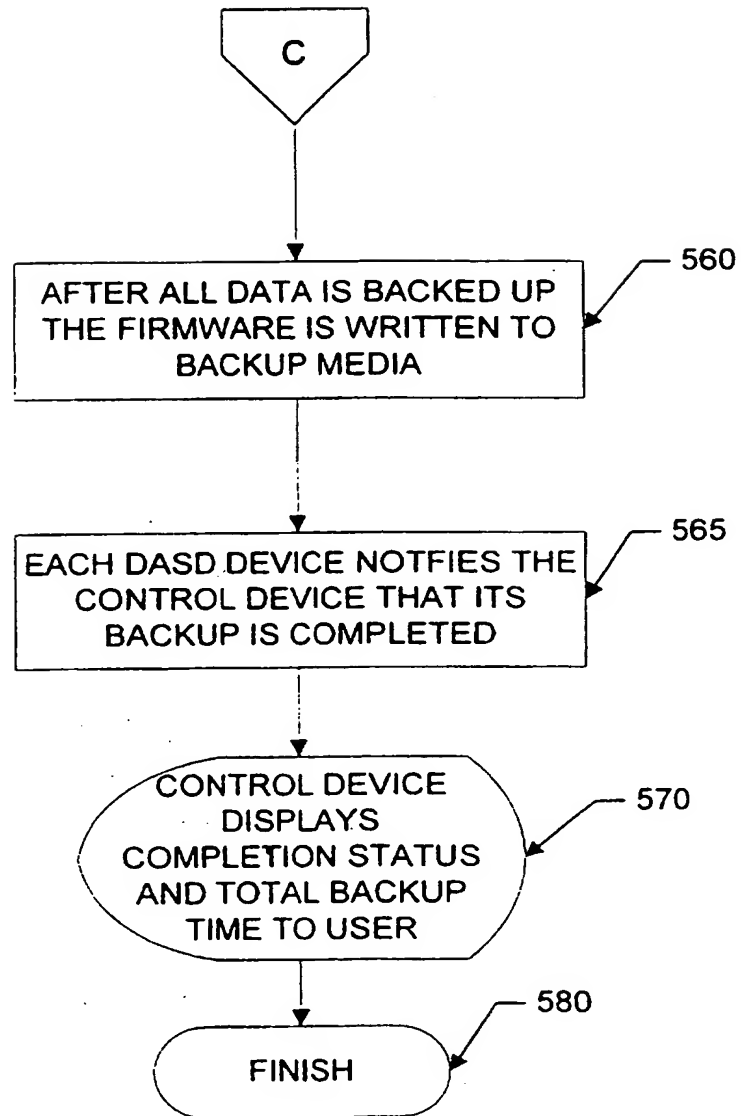 C
AFTER ALL DATA IS BACKED UP
THE FIRMWARE IS WRITTEN TO
BACKUP MEDIA
560
EACH DASD DEVICE NOTFIES THE
CONTROL DEVICE THAT ITS
BACKUP IS COMPLETED
565
CONTROL DEVICE
DISPLAYS
COMPLETION STATUS
AND TOTAL BACKUP
TIME TO USER
570
FINISH
580